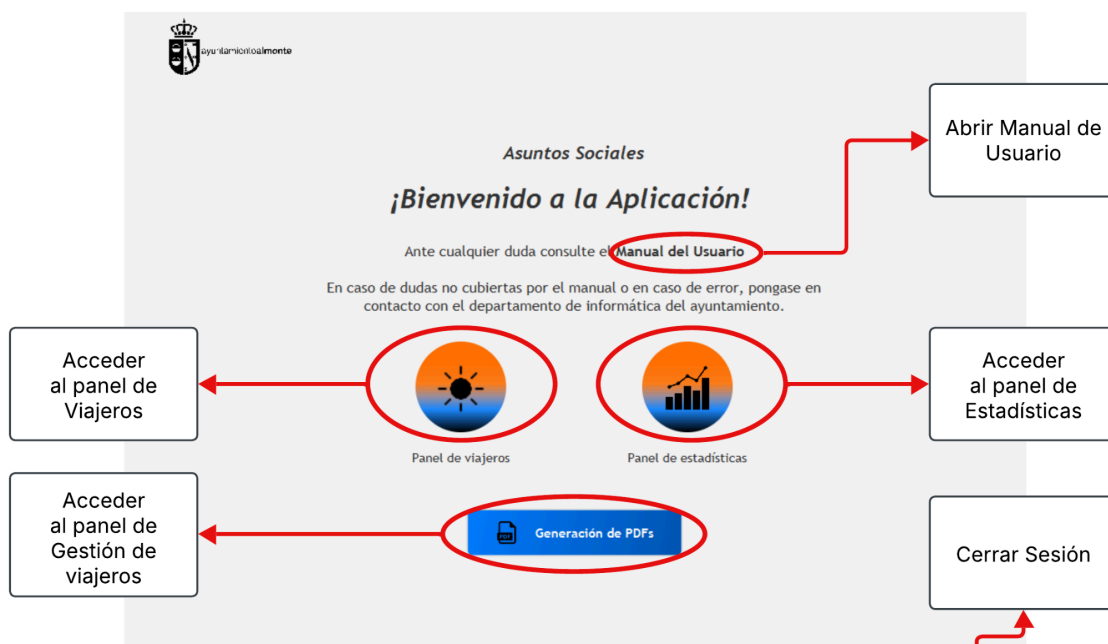 ayuntamientoalmonte
Abrir Manual de
Usuario
Asuntos Sociales
¡Bienvenido a la Aplicación!
Ante cualquier duda consulte el Manual del Usuario
En caso de dudas no cubiertas por el manual o en caso de error, pongase en
contacto con el departamento de informática del ayuntamiento.
Acceder
al panel de
Viajeros
Acceder
al panel de
Estadísticas
Panel de viajeros
Panel de estadísticas
Acceder
al panel de
Gestión de
viajeros
PDF
Generación de PDFs
Cerrar Sesión